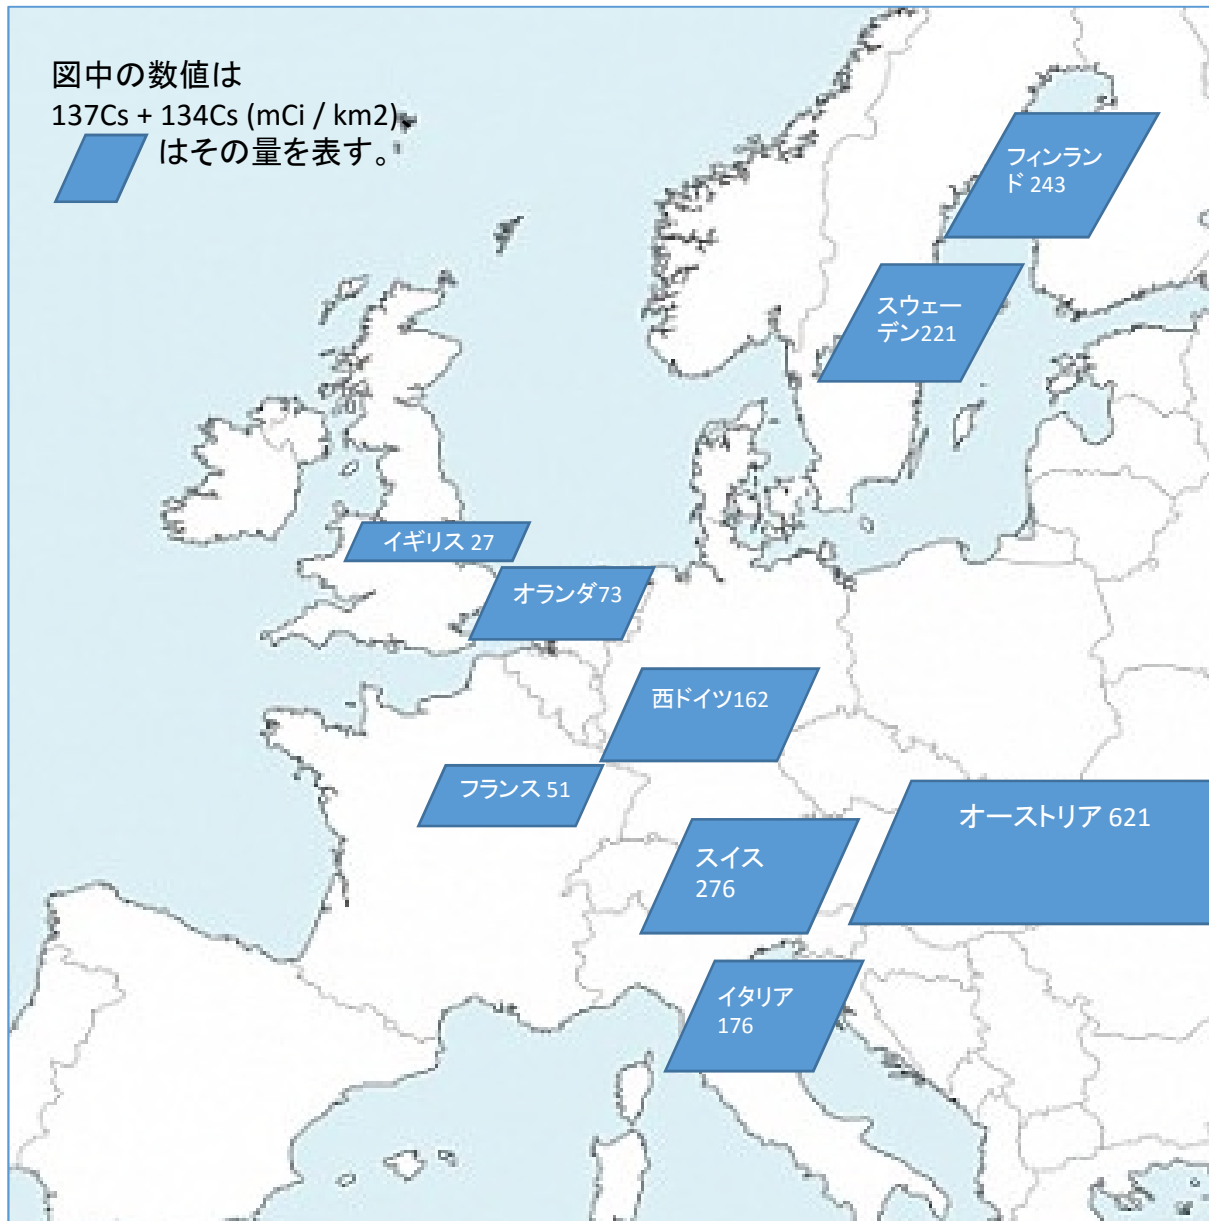 図中の数値は
137Cs + 134Cs (mCi / km2)
はその量を表す。
フィンラン
ド 243
スウェー
デン221
イギリス 27
オランダ73
西ドイツ162
フランス 51
オーストリア 621
スイス
276
イタリア
176